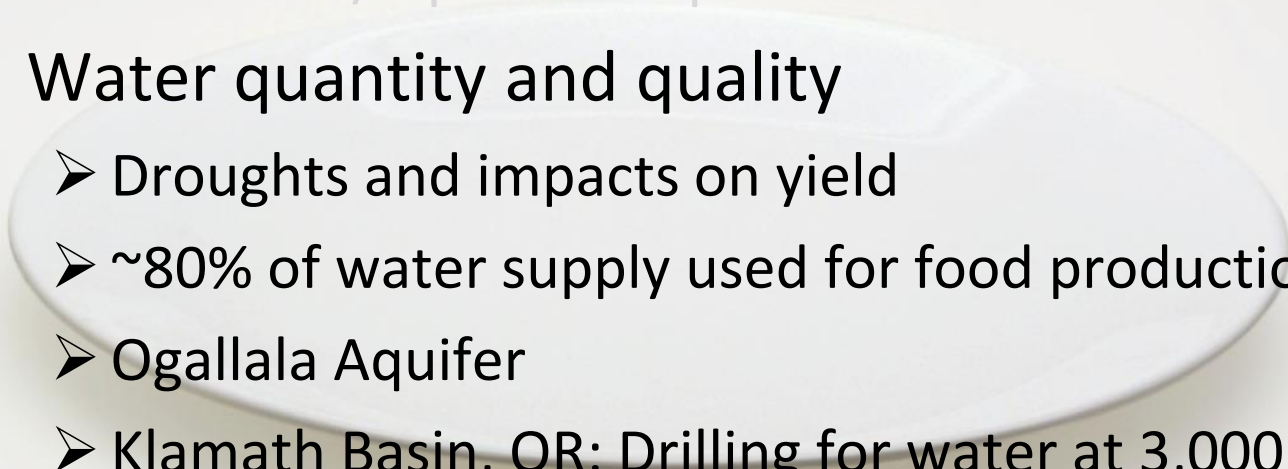 Water quantity and quality
➢ Droughts and impacts on yield
➢ ~80% of water supply used for food productio
➢ Ogallala Aquifer
➢ Klamath Basin, OR: Drilling for water at 3,000